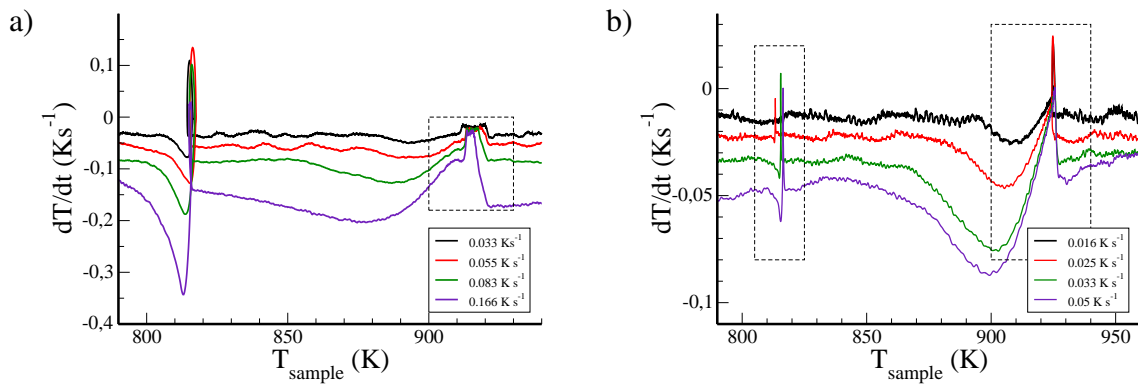 a)
dT/dt (Ks⁻¹)
0,1
0
-0,1
-0,2
-0,3
-0,4
800
850
900
T_sample (K)
0.033 Ks⁻¹
0.055 Ks⁻¹
0.083 Ks⁻¹
0.166 Ks⁻¹
b)
dT/dt (Ks⁻¹)
0
-0,05
-0,1
800
850
900
950
T_sample (K)
0.016 K s⁻¹
0.025 K s⁻¹
0.033 K s⁻¹
0.05 K s⁻¹